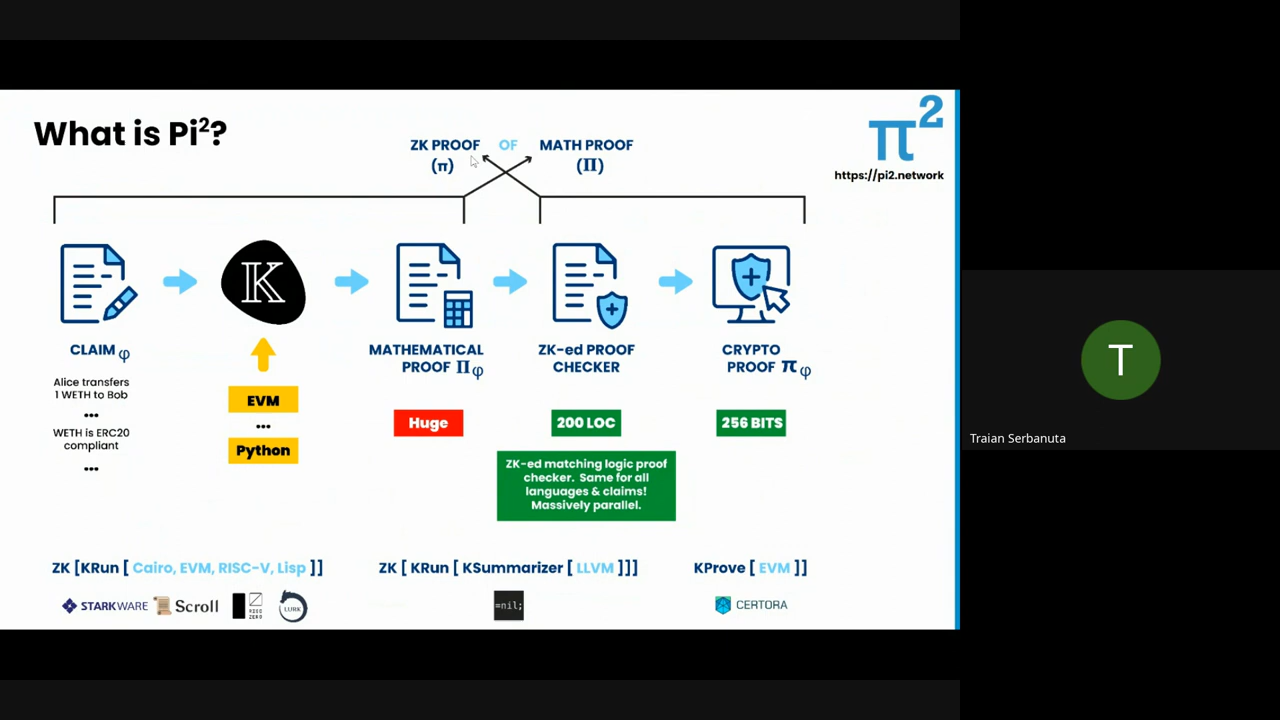 What is Pi²?
ZK PROOF OF MATH PROOF
(π) (Π)
π²
https://pi2.network
K
CLAIM φ
MATHEMATICAL
PROOF Πφ
ZK-ed PROOF
CHECKER
CRYPTO
PROOF πφ
Alice transfers
1 WETH to Bob
...
WETH is ERC20
compliant
...
EVM
...
Python
Huge
200 LOC
256 BITS
ZK-ed matching logic proof
checker. Same for all
languages & claims!
Massively parallel.
ZK [KRun [ Cairo, EVM, RISC-V, Lisp ]]
ZK [ KRun [ KSummarizer [ LLVM ]]]
KProve [ EVM ]]
STARKWARE
Scroll
RISC
ZERO
LURK
=nil;
CERTORA
T
Traian Serbanuta